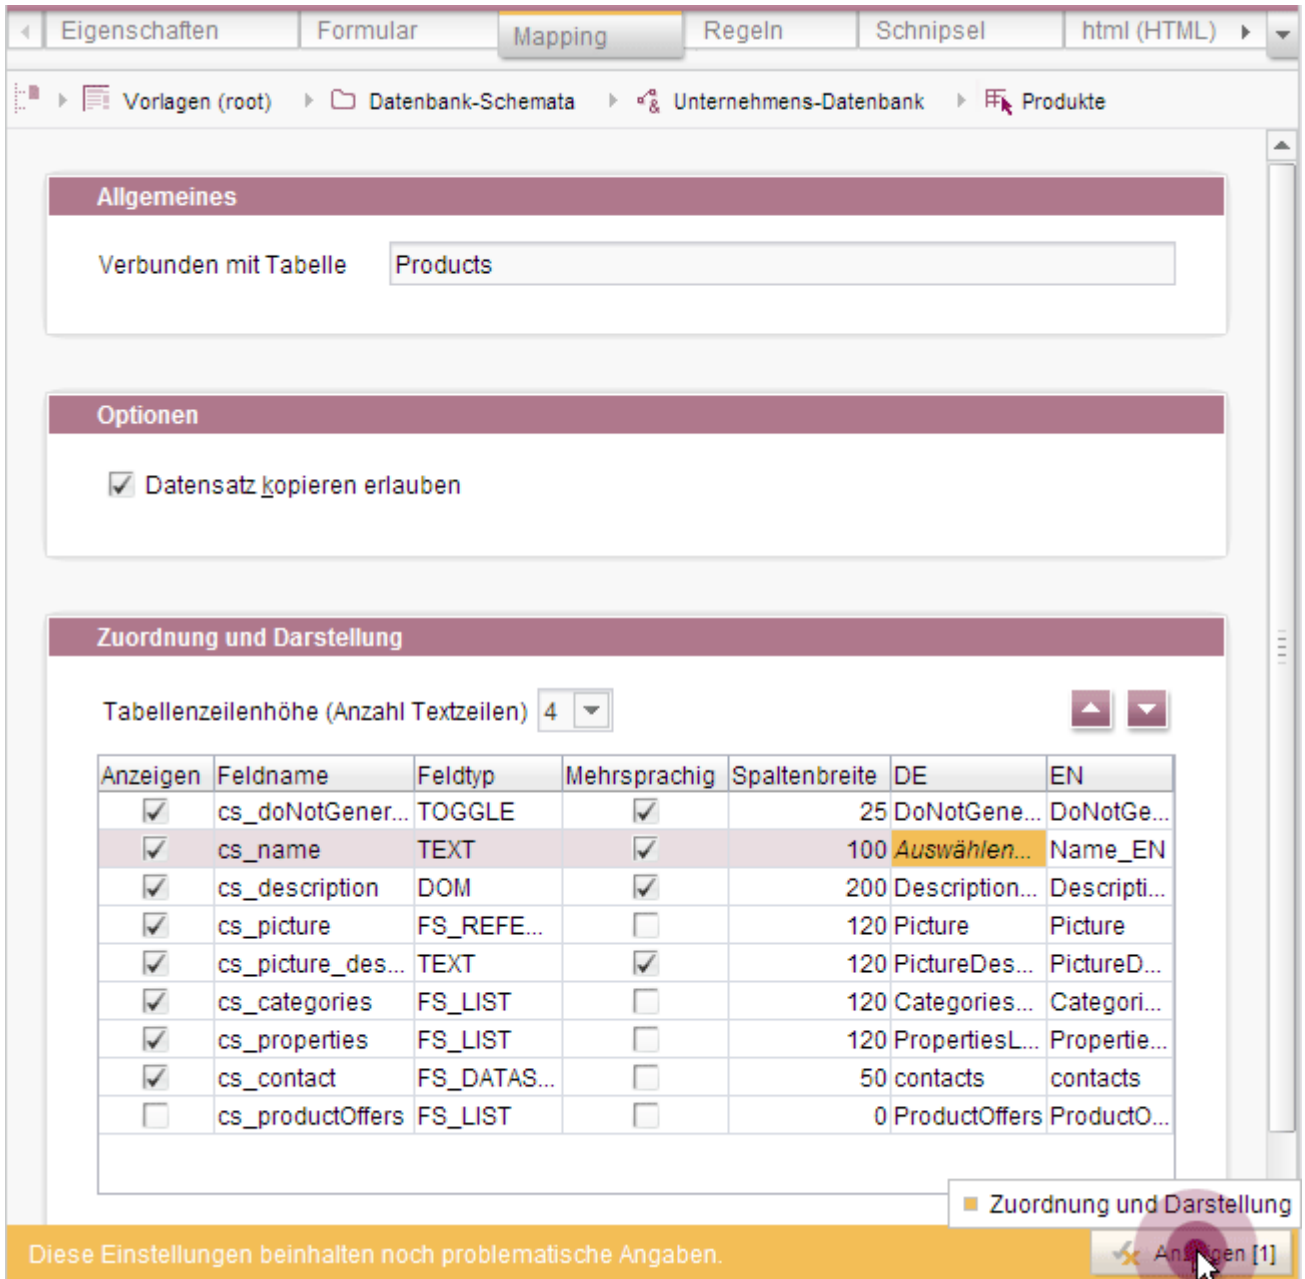 Eigenschaften Formular Mapping Regeln Schnipsel html (HTML)
Vorlagen (root) Datenbank-Schemata Unternehmens-Datenbank Produkte
Allgemeines
Verbunden mit Tabelle Products
Optionen
Datensatz kopieren erlauben
Zuordnung und Darstellung
Tabellenzeilenhöhe (Anzahl Textzeilen) 4
Anzeigen Feldname Feldtyp Mehrsprachig Spaltenbreite DE EN
cs_doNotGener... TOGGLE 25 DoNotGene... DoNotGe...
cs_name TEXT 100 Auswählen... Name_EN
cs_description DOM 200 Description... Descripti...
cs_picture FS_REFE... 120 Picture Picture
cs_picture_des... TEXT 120 PictureDes... PictureD...
cs_categories FS_LIST 120 Categories... Categori...
cs_properties FS_LIST 120 PropertiesL... Propertie...
cs_contact FS_DATAS... 50 contacts contacts
cs_productOffers FS_LIST 0 ProductOffers ProductO...
Zuordnung und Darstellung
Diese Einstellungen beinhalten noch problematische Angaben. Anzeigen [1]